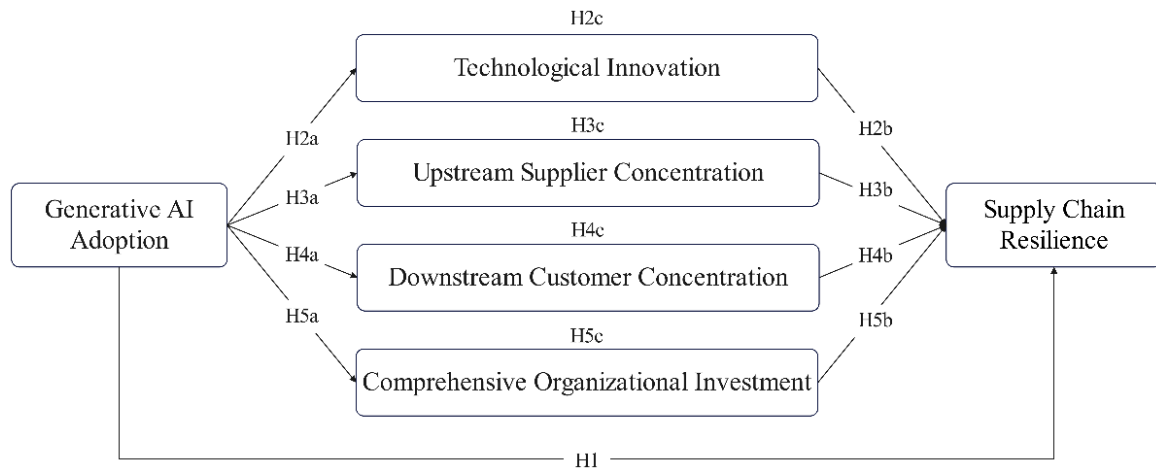 H2c
Technological Innovation
H2a
H2b
H3c
Upstream Supplier Concentration
H3a
H3b
Generative AI
Adoption
Supply Chain
Resilience
H4c
H4a
H4b
Downstream Customer Concentration
H5a
H5b
H5c
Comprehensive Organizational Investment
H1